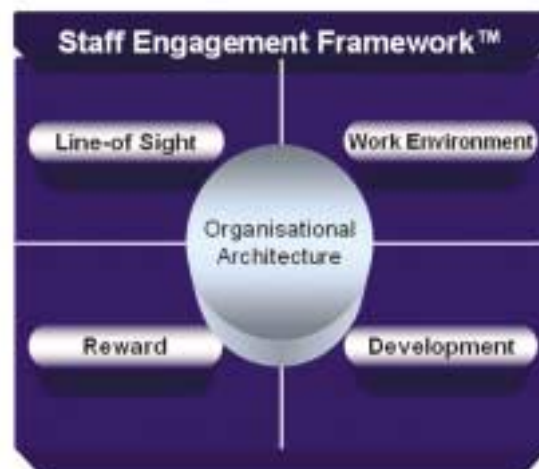 Staff Engagement Framework™
Line-of Sight
Work Environment
Organisational
Architecture
Reward
Development